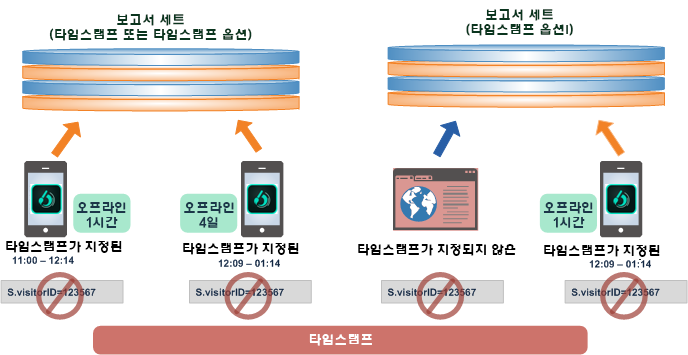 보고서 세트
(타임스탬프 또는 타임스탬프 옵션)
보고서 세트
(타임스탬프 옵션I)
오프라인
1시간
오프라인
4일
오프라인
1시간
타임스탬프가 지정된
11:00 – 12:14
타임스탬프가 지정된
12:09 – 01:14
타임스탬프가 지정되지 않은
타임스탬프가 지정된
12:09 – 01:14
S.visitorID=123567
S.visitorID=123567
S.visitorID=123567
S.visitorID=123567
타임스탬프